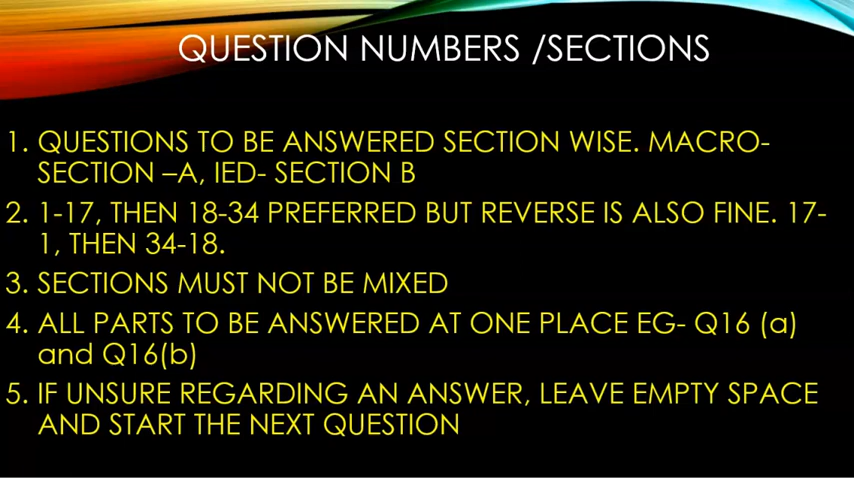 QUESTION NUMBERS /SECTIONS
1. QUESTIONS TO BE ANSWERED SECTION WISE. MACRO-
SECTION –A, IED- SECTION B
2. 1-17, THEN 18-34 PREFERRED BUT REVERSE IS ALSO FINE. 17-
1, THEN 34-18.
3. SECTIONS MUST NOT BE MIXED
4. ALL PARTS TO BE ANSWERED AT ONE PLACE EG- Q16 (a)
and Q16(b)
5. IF UNSURE REGARDING AN ANSWER, LEAVE EMPTY SPACE
AND START THE NEXT QUESTION